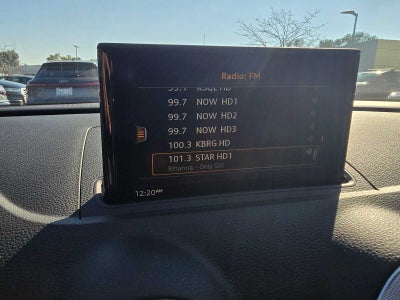 Radio: FM
99.7 NOW HD1
99.7 NOW HD2
99.7 NOW HD3
100.3 KBRG HD
101.3 STAR HD1
Rihanna - Only Girl
12:20AM